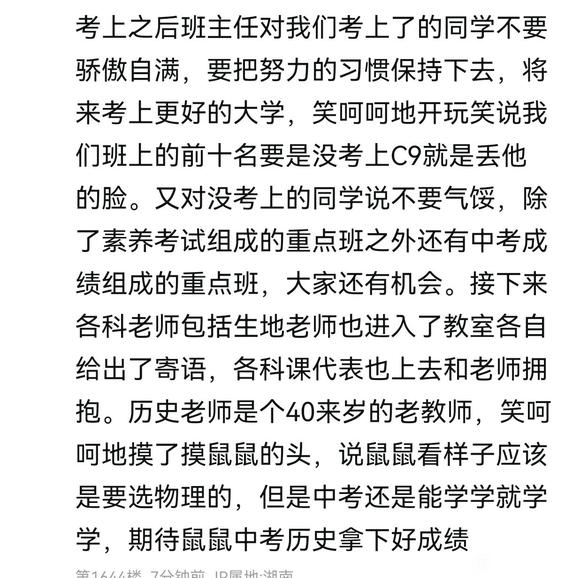 考上之后班主任对我们考上了的同学不要
骄傲自满，要把努力的习惯保持下去，将
来考上更好的大学，笑呵呵地开玩笑说我
们班上的前十名要是没考上C9就是丢他
的脸。又对没考上的同学说不要气馁，除
了素养考试组成的重点班之外还有中考成
绩组成的重点班，大家还有机会。接下来
各科老师包括生地老师也进入了教室各自
给出了寄语，各科课代表也上去和老师拥
抱。历史老师是个40来岁的老教师，笑呵
呵地摸了摸鼠鼠的头，说鼠鼠看样子应该
是要选物理的，但是中考还是能学学就学
学，期待鼠鼠中考历史拿下好成绩
第1644楼 7分钟前 IP属地:湖南